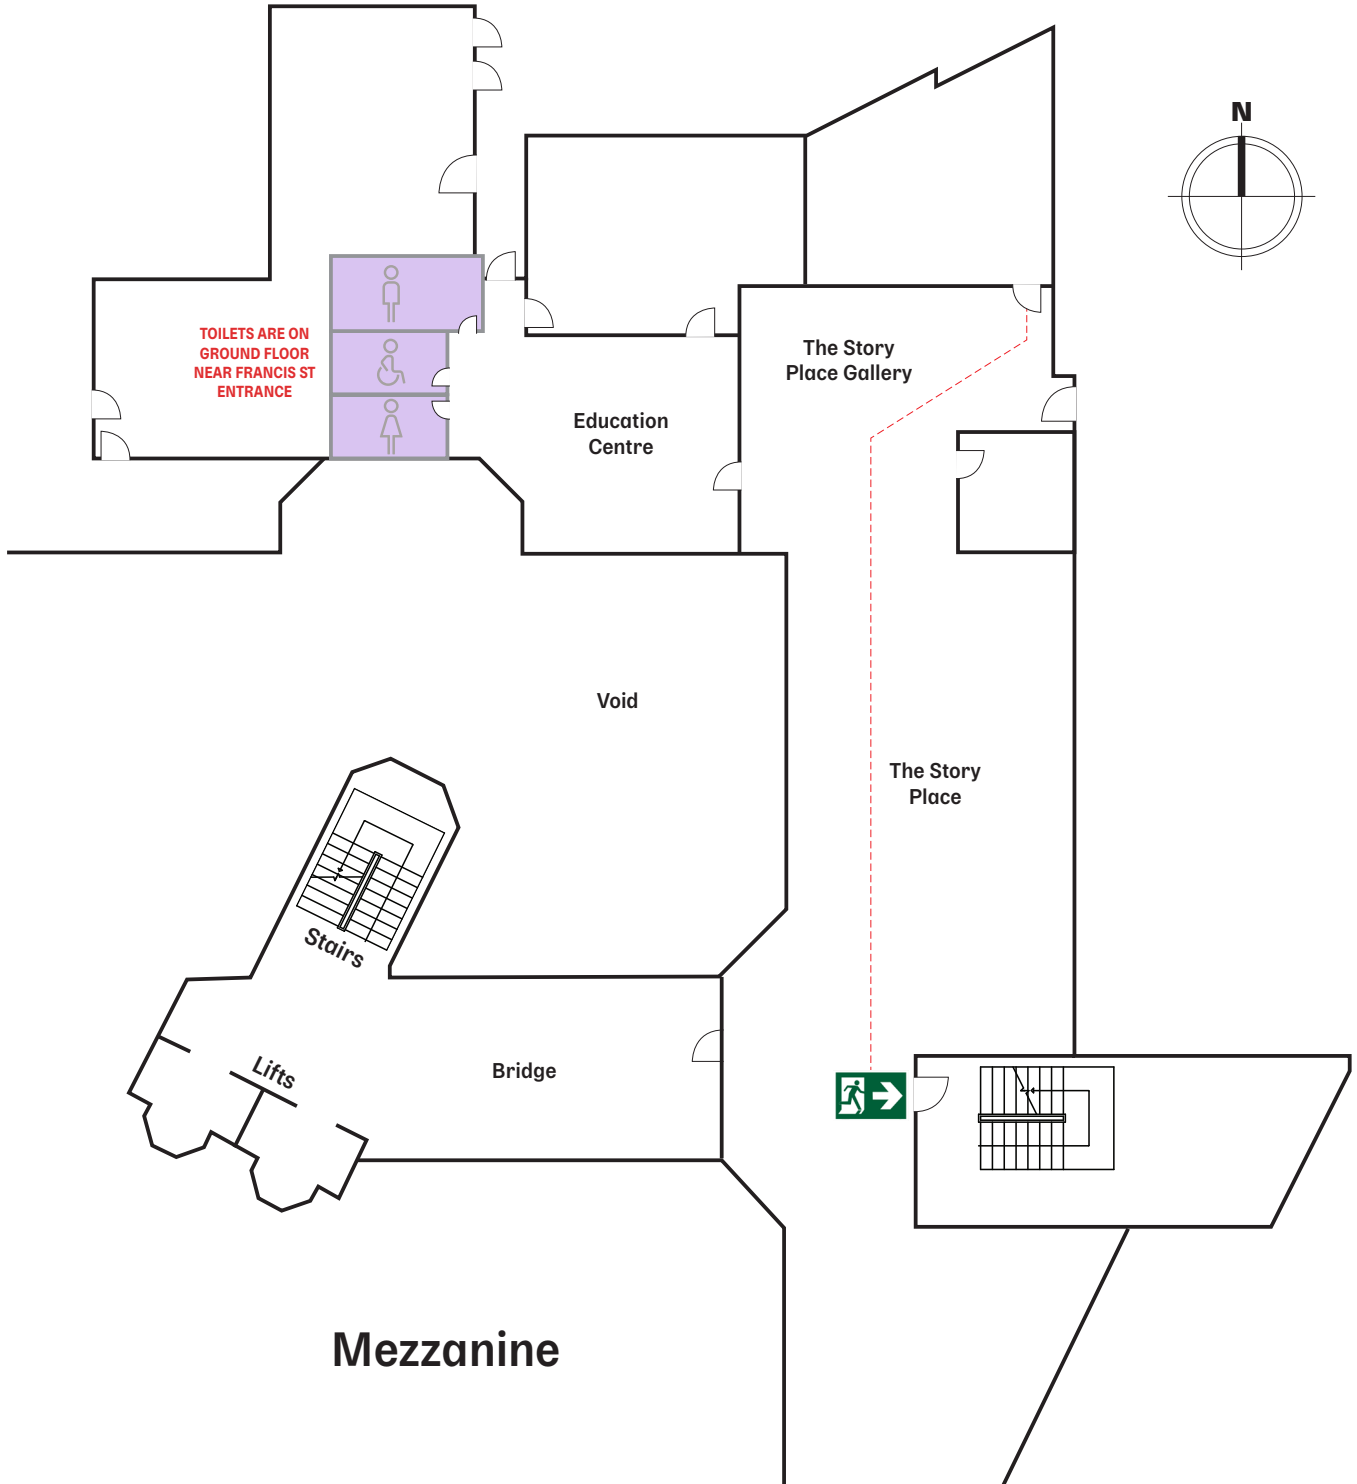 N
TOILETS ARE ON
GROUND FLOOR
NEAR FRANCIS ST
ENTRANCE
The Story
Place Gallery
Education
Centre
Void
The Story
Place
Stairs
Lifts
Bridge
Mezzanine